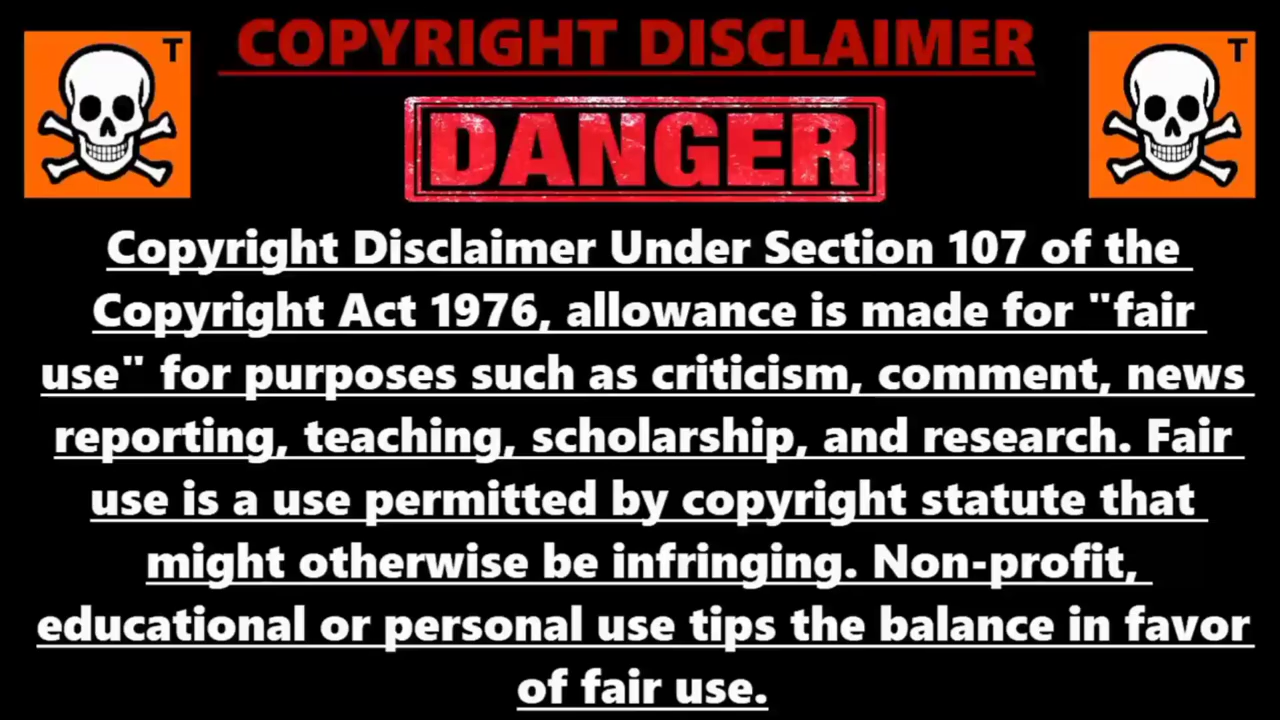 COPYRIGHT DISCLAIMER
T
T
DANGER
Copyright Disclaimer Under Section 107 of the
Copyright Act 1976, allowance is made for "fair
use" for purposes such as criticism, comment, news
reporting, teaching, scholarship, and research. Fair
use is a use permitted by copyright statute that
might otherwise be infringing. Non-profit,
educational or personal use tips the balance in favor
of fair use.